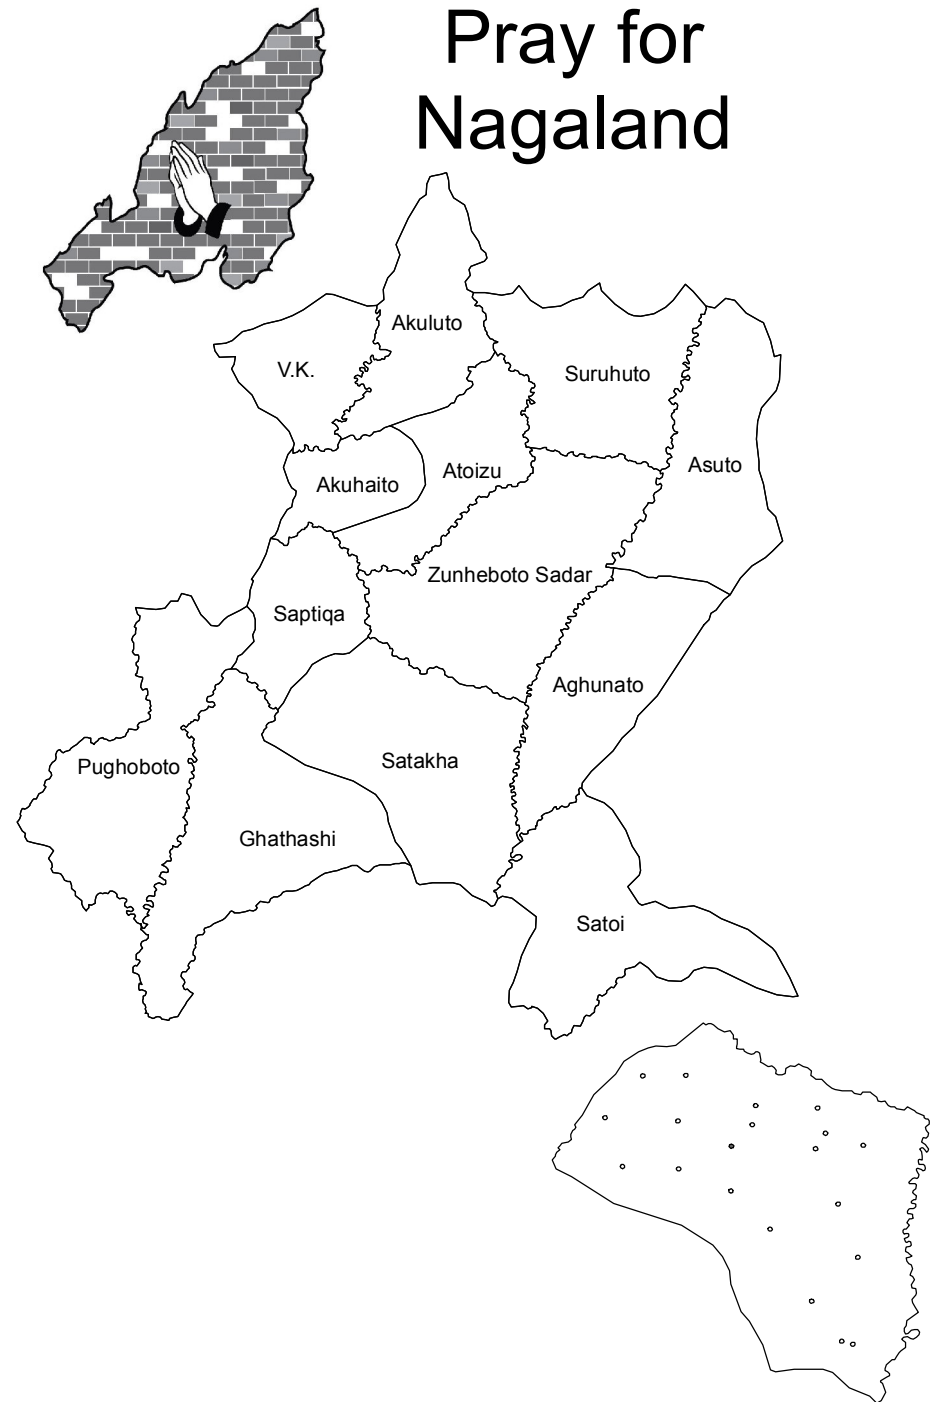 Pray for
Nagaland
Akuluto
V.K.
Suruhuto
Asuto
Atoizu
Akuhaito
Zunheboto Sadar
Saptiqa
Aghunato
Satakha
Pughoboto
Ghathashi
Satoi